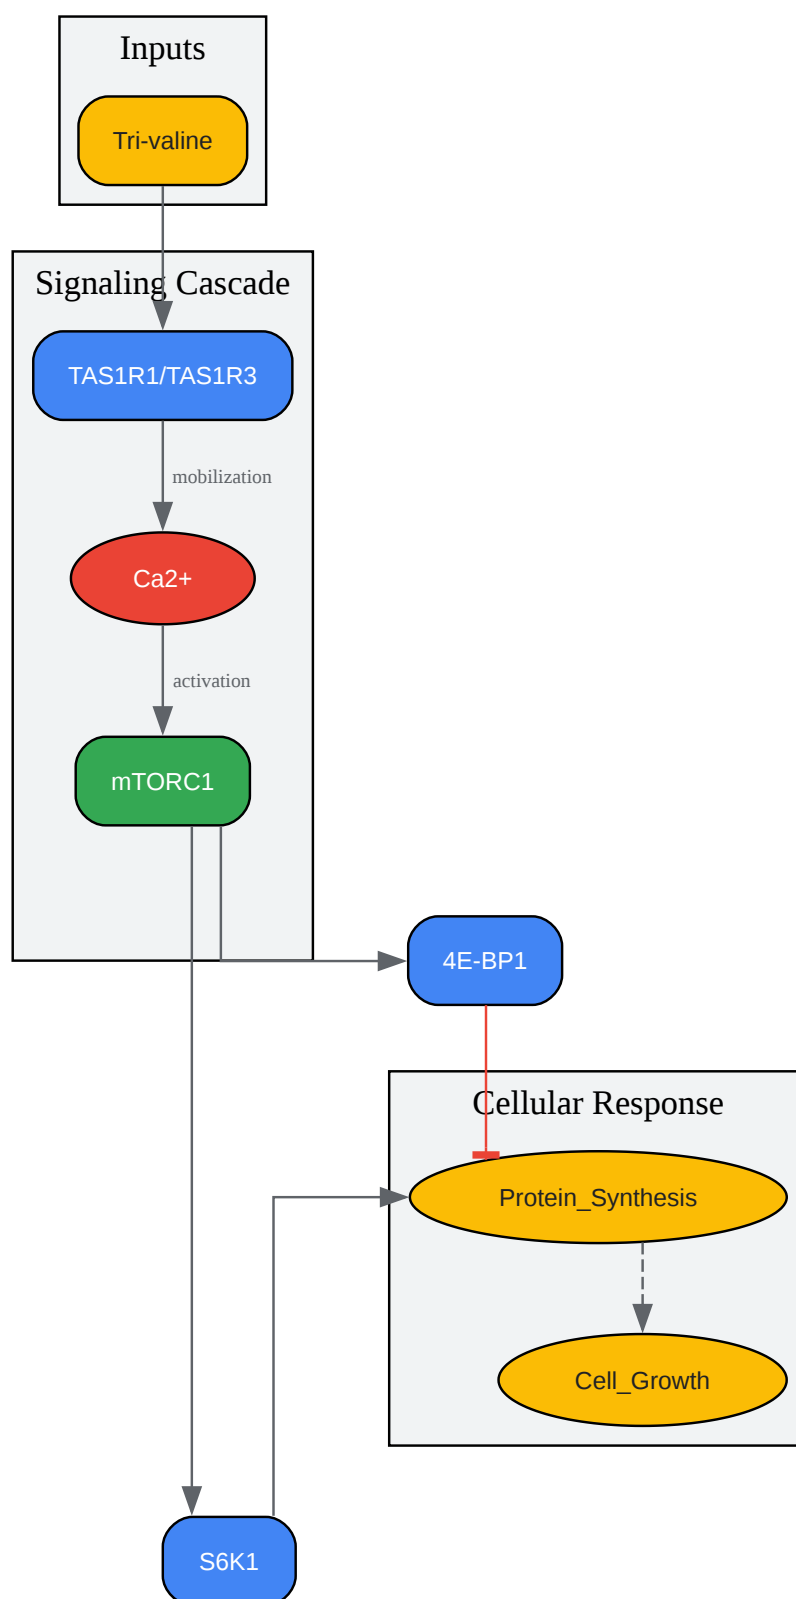 Inputs
Tri-valine
Signaling Cascade
TAS1R1/TAS1R3
mobilization
Ca2+
activation
mTORC1
4E-BP1
Cellular Response
Protein_Synthesis
Cell_Growth
S6K1